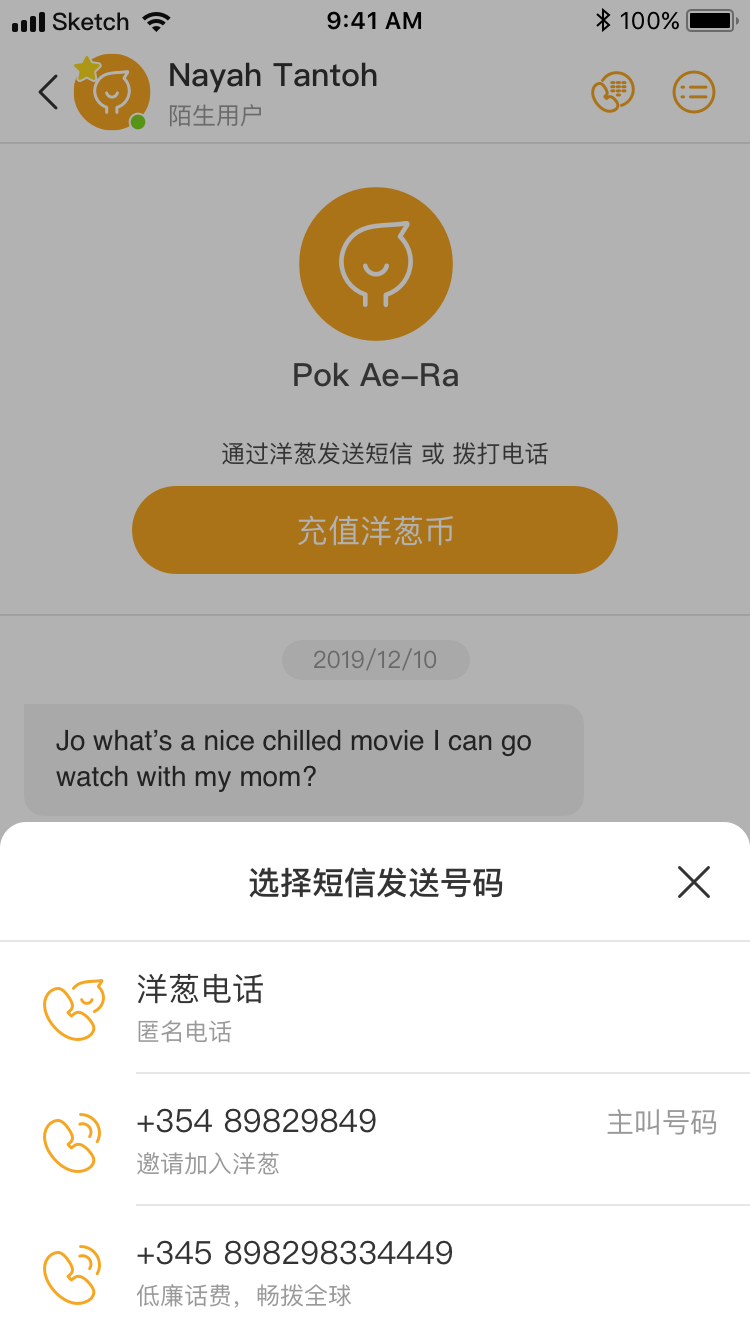 Sketch 9:41 AM 100%
Nayah Tantoh
陌生用户
Pok Ae-Ra
通过洋葱发送短信 或 拨打电话
充值洋葱币
2019/12/10
Jo what’s a nice chilled movie I can go
watch with my mom?
选择短信发送号码
洋葱电话
匿名电话
+354 89829849 主叫号码
邀请加入洋葱
+345 898298334449
低廉话费，畅拨全球